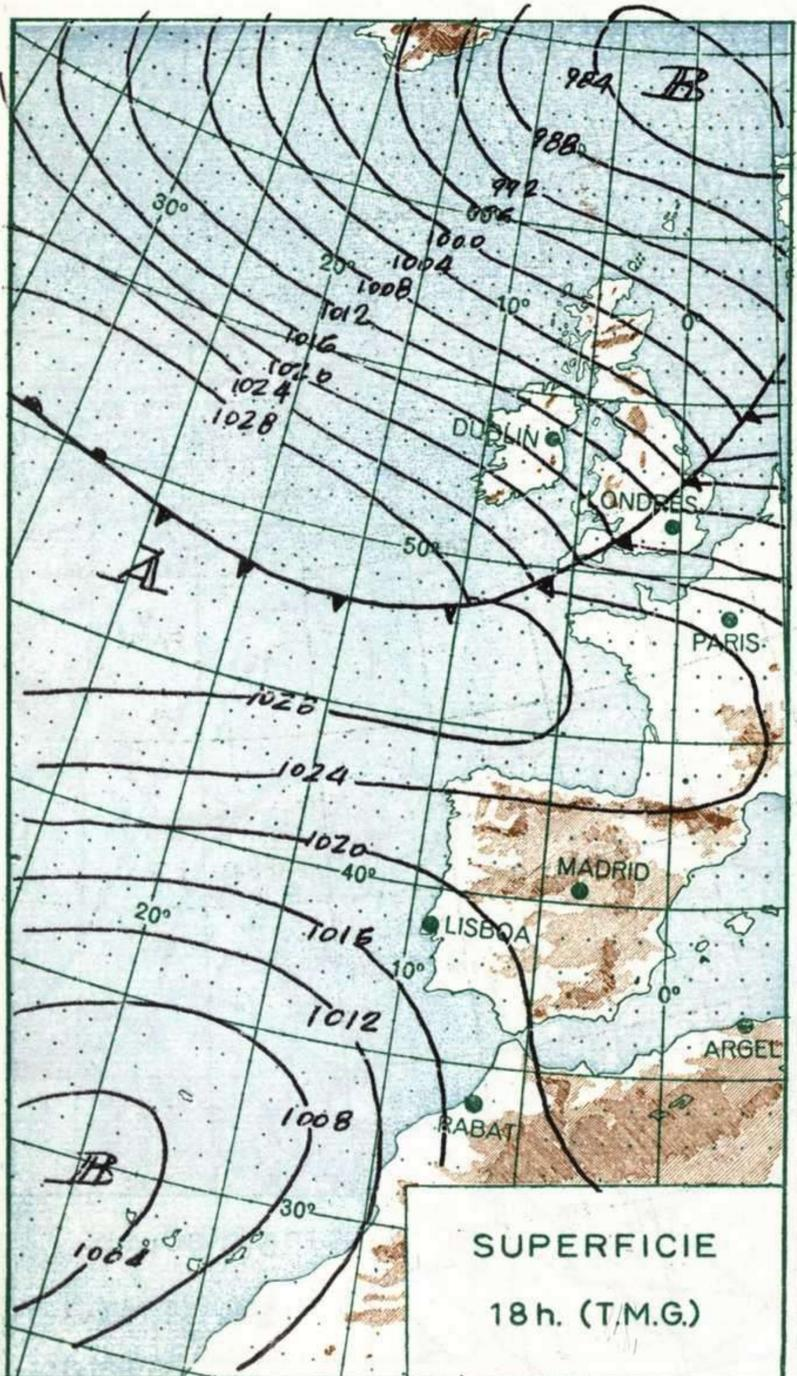 984
B
988
992
996
1000
30°
1004
20°
1008
10°
1012
0°
1016
1020
1024
1028
DUBLIN
LONDRES
50°
A
PARIS
1024
1020
40°
MADRID
20°
LISBOA
1016
10°
0°
1012
ARGEL
1008
RABAT
B
30°
1004
SUPERFICIE
18h. (T.M.G.)